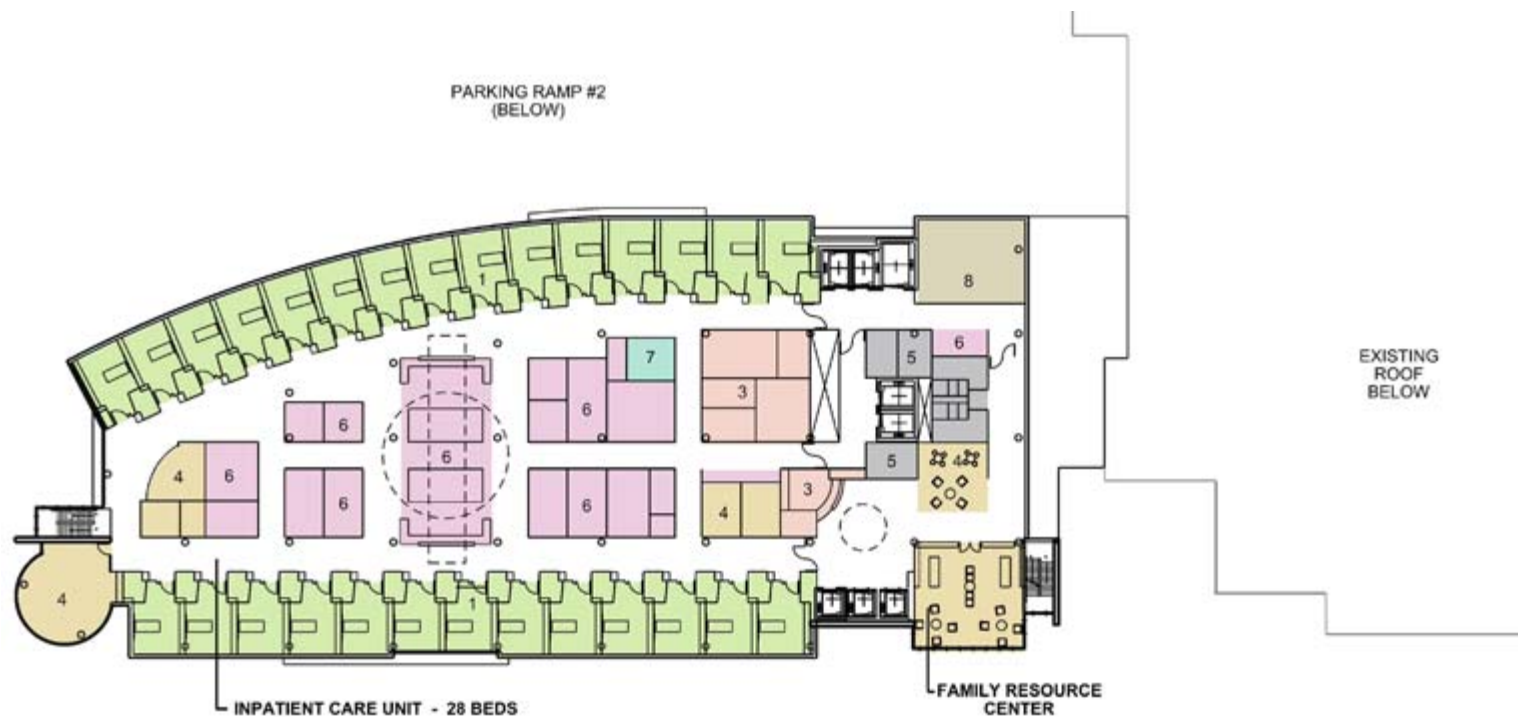 PARKING RAMP #2
(BELOW)
1
8
7
5
6
EXISTING
ROOF
BELOW
3
6
6
6
4
6
5
4
6
6
3
4
4
1
INPATIENT CARE UNIT - 28 BEDS
FAMILY RESOURCE
CENTER